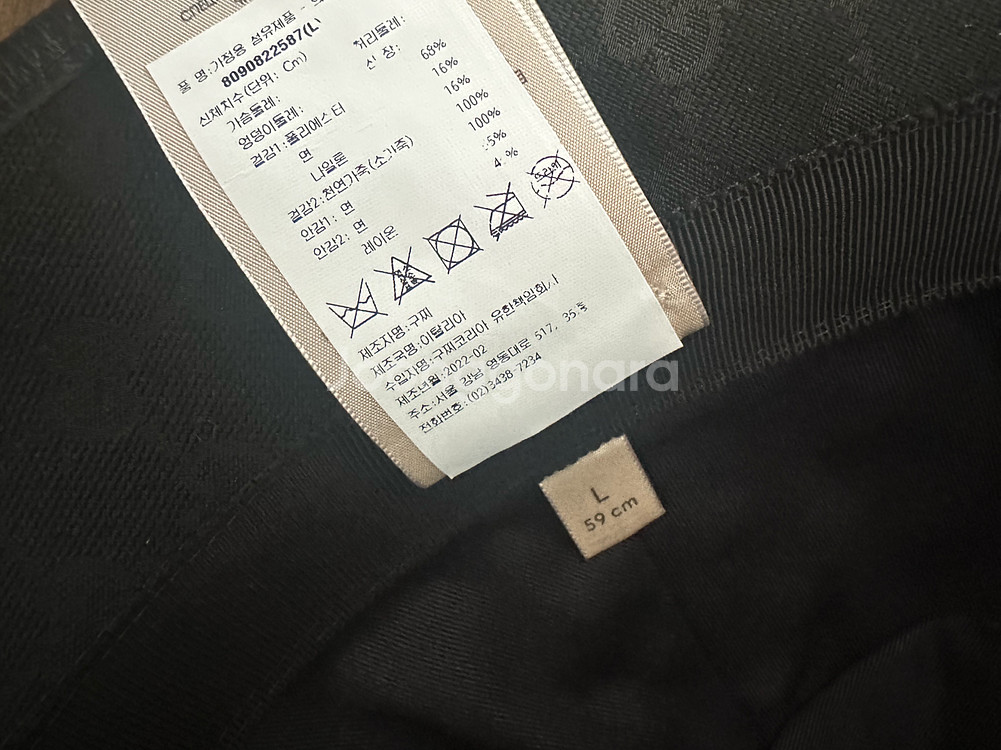 품 명:가정용 섬유제품 -
8090822587(L)
신체치수(단위: Cm)
가슴둘레: 허리둘레:
엉덩이둘레: 신 장:
겉감1:폴리에스터 68%
면 16%
나일론 16%
겉감2:천연가죽(소가죽) 100%
안감1: 면 100%
안감2: 면
레이온
드라이
제조자명:구찌
제조국명:이탈리아
수입자명:구찌코리아 유한책임회사
제조년월:2022-02
주소:서울 강남 영동대로 517, 35층
전화번호:(02)3438-7234
L
59 cm